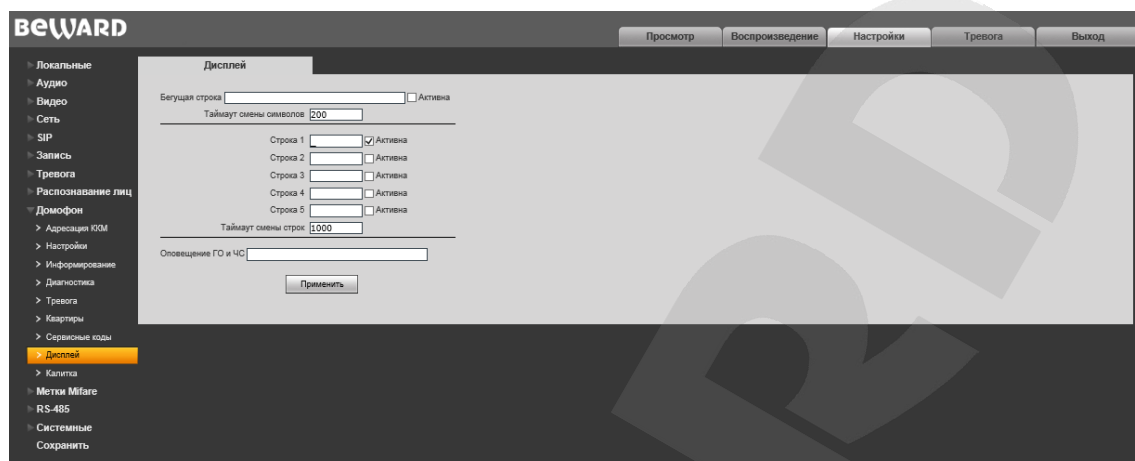 BEWARD
Просмотр Воспроизведение Настройки Тревога Выход
Локальные
Аудио
Видео
Сеть
SIP
Запись
Тревога
Распознавание лиц
Домофон
Адресация ККМ
Настройки
Информирование
Диагностика
Тревога
Квартиры
Сервисные коды
Дисплей
Калитка
Метки Mifare
RS-485
Системные
Сохранить
Дисплей
Бегущая строка Активна
Таймаут смены символов 200
Строка 1 _ Активна
Строка 2 Активна
Строка 3 Активна
Строка 4 Активна
Строка 5 Активна
Таймаут смены строк 1000
Оповещение ГО и ЧС
Применить
RD